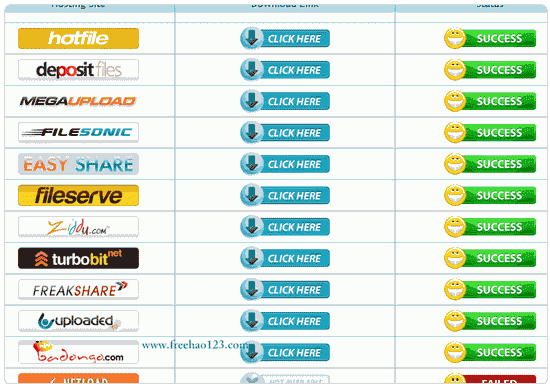 Hosting Site Download Link Status
hotfile CLICK HERE SUCCESS
depositfiles CLICK HERE SUCCESS
MEGAUPLOAD CLICK HERE SUCCESS
FILESONIC CLICK HERE SUCCESS
EASY SHARE CLICK HERE SUCCESS
fileserve CLICK HERE SUCCESS
Ziddu.com CLICK HERE SUCCESS
turbobit.net CLICK HERE SUCCESS
FREAKSHARE CLICK HERE SUCCESS
uploaded CLICK HERE SUCCESS
badongo.com www.freehao123.com CLICK HERE SUCCESS
NETLOAD NOT AVAILABLE FAILED